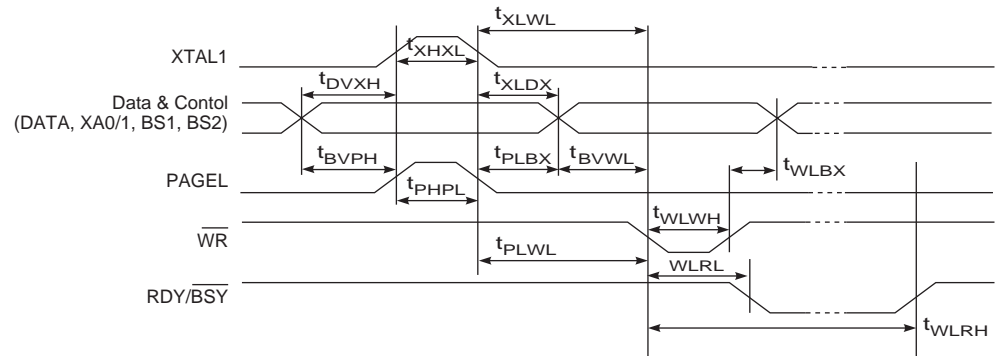 tXLWL
XTAL1
tXHXL
tDVXH
tXLDX
Data & Contol
(DATA, XA0/1, BS1, BS2)
tBVPH
tPLBX
tBVWL
tWLBX
PAGEL
tPHPL
tWLWH
WR
tPLWL
WLRL
RDY/BSY
tWLRH